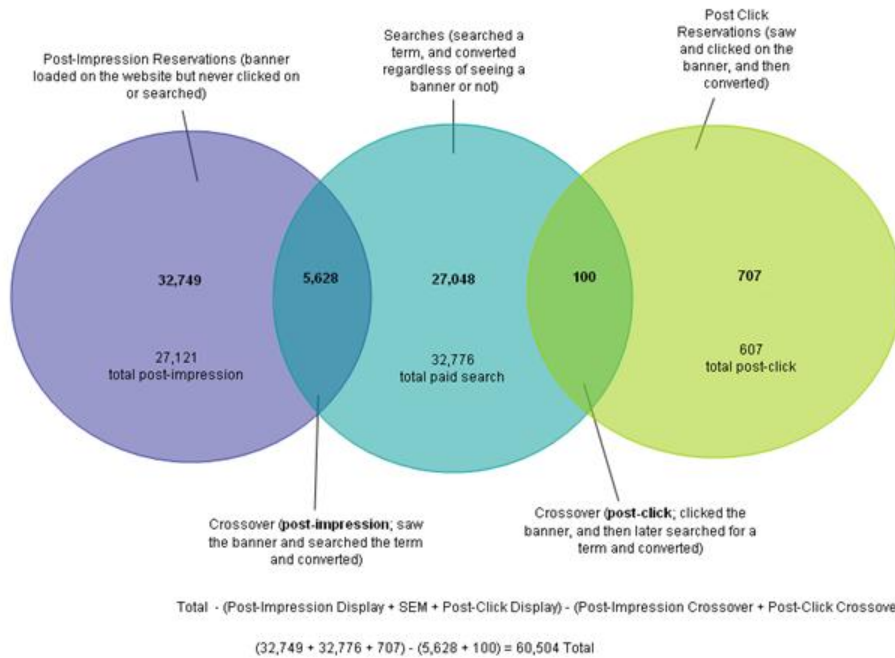 Post-Impression Reservations (banner
loaded on the website but never clicked on
or searched)
Searches (searched a
term, and converted
regardless of seeing a
banner or not)
Post Click
Reservations (saw
and clicked on the
banner, and then
converted)
32,749
5,628
27,048
100
707
27,121
total post-impression
32,776
total paid search
607
total post-click
Crossover (post-impression; saw
the banner and searched the term
and converted)
Crossover (post-click; clicked the
banner, and then later searched for a
term and converted)
Total - (Post-Impression Display + SEM + Post-Click Display) - (Post-Impression Crossover + Post-Click Crossove
(32,749 + 32,776 + 707) - (5,628 + 100) = 60,504 Total